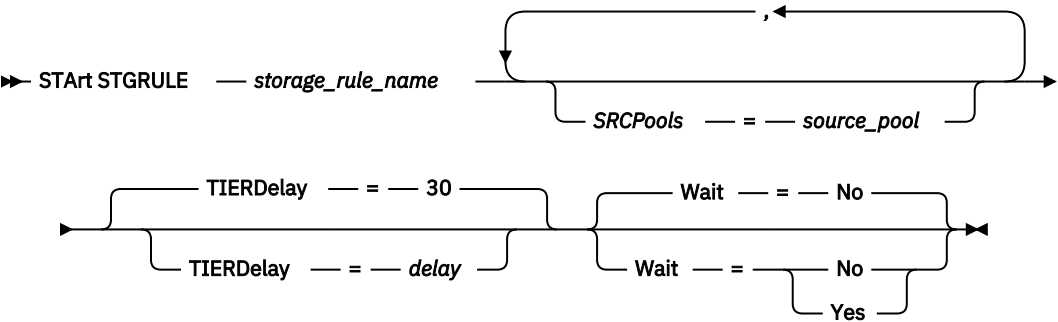 ,
STArt STGRULE storage_rule_name
SRCPools = source_pool
TIERDelay = 30 Wait = No
TIERDelay = delay Wait = No
Yes